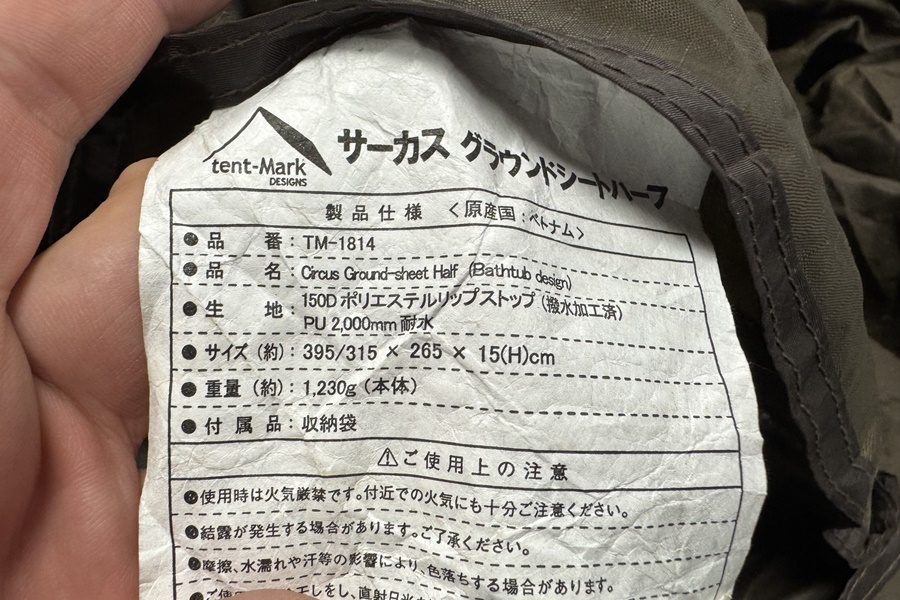 tent-Mark
DESIGNS
サーカス グラウンドシートハーフ
製品仕様 <原産国:ベトナム>
●品 番:TM-1814
●品 名:Circus Ground-sheet Half (Bathtub design)
●生 地:150D ポリエステルリップストップ (撥水加工済)
PU 2,000mm 耐水
●サイズ (約):395/315 × 265 × 15(H)cm
●重量 (約):1,230g (本体)
●付属品:収納袋
⚠ご使用上の注意
●使用時は火気厳禁です。付近での火気にも十分ご注意ください。
●結露が発生する場合があります。ご了承ください。
●摩擦、水濡れや汗等の影響により、色落ちする場合があります。